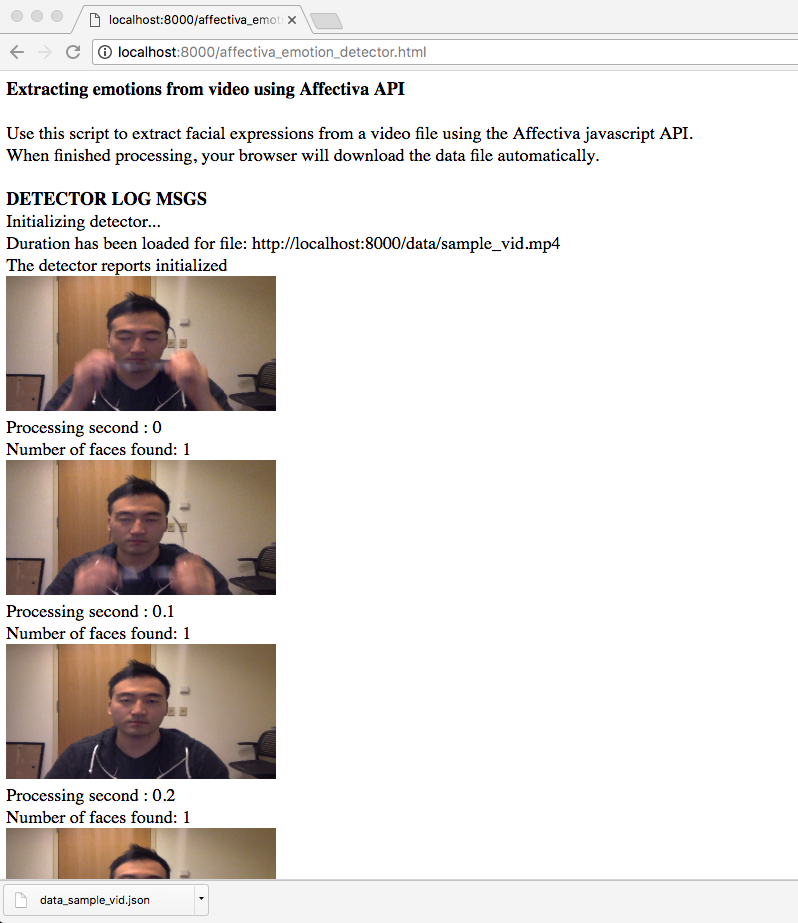 localhost:8000/affectiva_emoti
localhost:8000/affectiva_emotion_detector.html
Extracting emotions from video using Affectiva API
Use this script to extract facial expressions from a video file using the Affectiva javascript API.
When finished processing, your browser will download the data file automatically.
DETECTOR LOG MSGS
Initializing detector...
Duration has been loaded for file: http://localhost:8000/data/sample_vid.mp4
The detector reports initialized
Processing second : 0
Number of faces found: 1
Processing second : 0.1
Number of faces found: 1
Processing second : 0.2
Number of faces found: 1
data_sample_vid.json